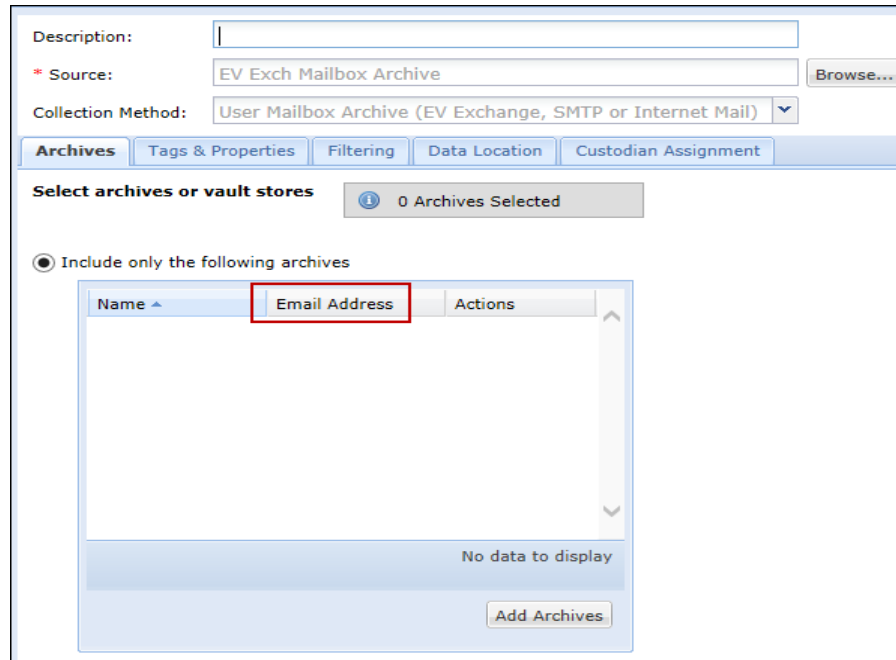 Description:
* Source: EV Exch Mailbox Archive Browse...
Collection Method: User Mailbox Archive (EV Exchange, SMTP or Internet Mail)
Archives Tags & Properties Filtering Data Location Custodian Assignment
Select archives or vault stores 0 Archives Selected
Include only the following archives
Name Email Address Actions
No data to display
Add Archives